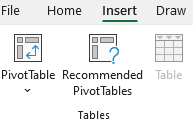 File Home Insert Draw
PivotTable Recommended Table
PivotTables
Tables